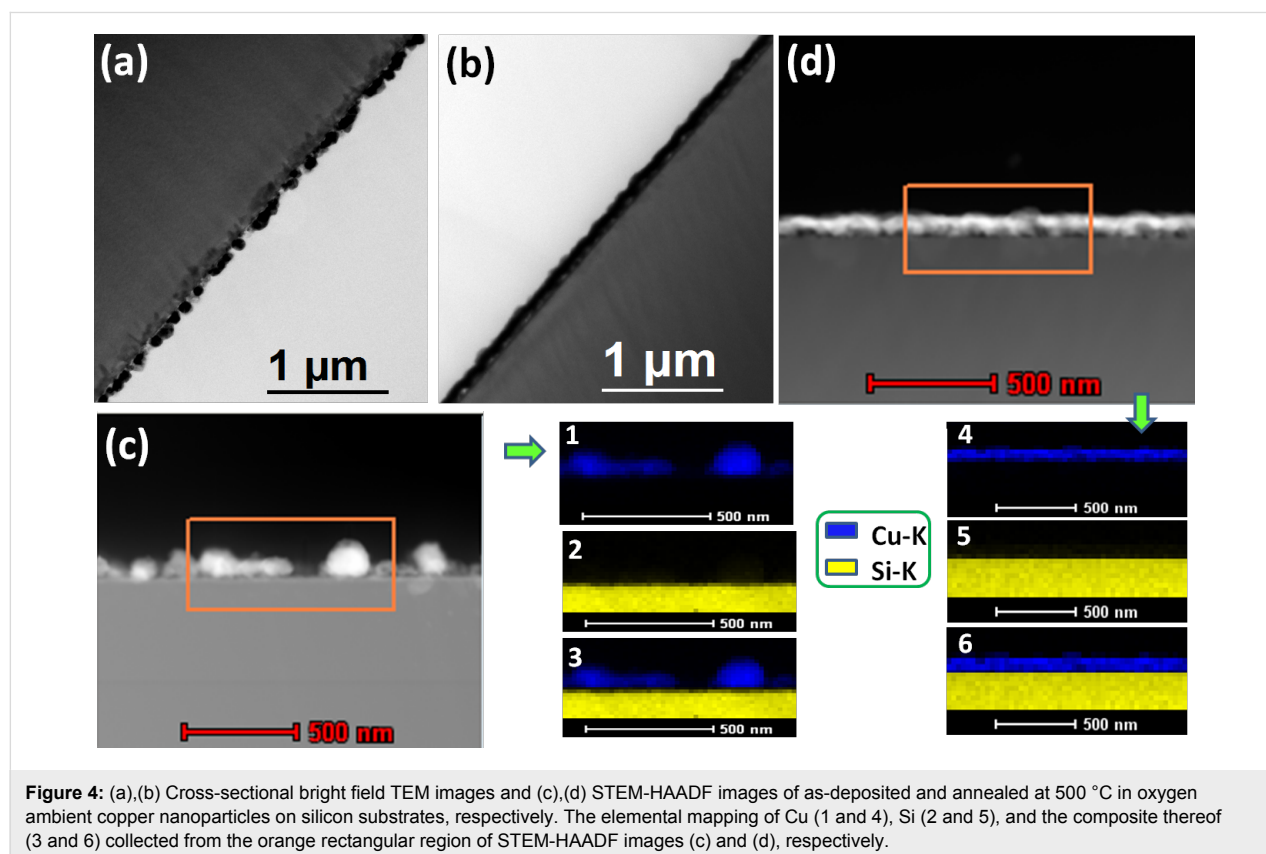 (a)
(b)
(d)
1 µm
1 µm
500 nm
(c)
1
4
500 nm
500 nm
Cu-K
Si-K
2
5
500 nm
500 nm
3
6
500 nm
500 nm
500 nm
Figure 4: (a),(b) Cross-sectional bright field TEM images and (c),(d) STEM-HAADF images of as-deposited and annealed at 500 °C in oxygen
ambient copper nanoparticles on silicon substrates, respectively. The elemental mapping of Cu (1 and 4), Si (2 and 5), and the composite thereof
(3 and 6) collected from the orange rectangular region of STEM-HAADF images (c) and (d), respectively.